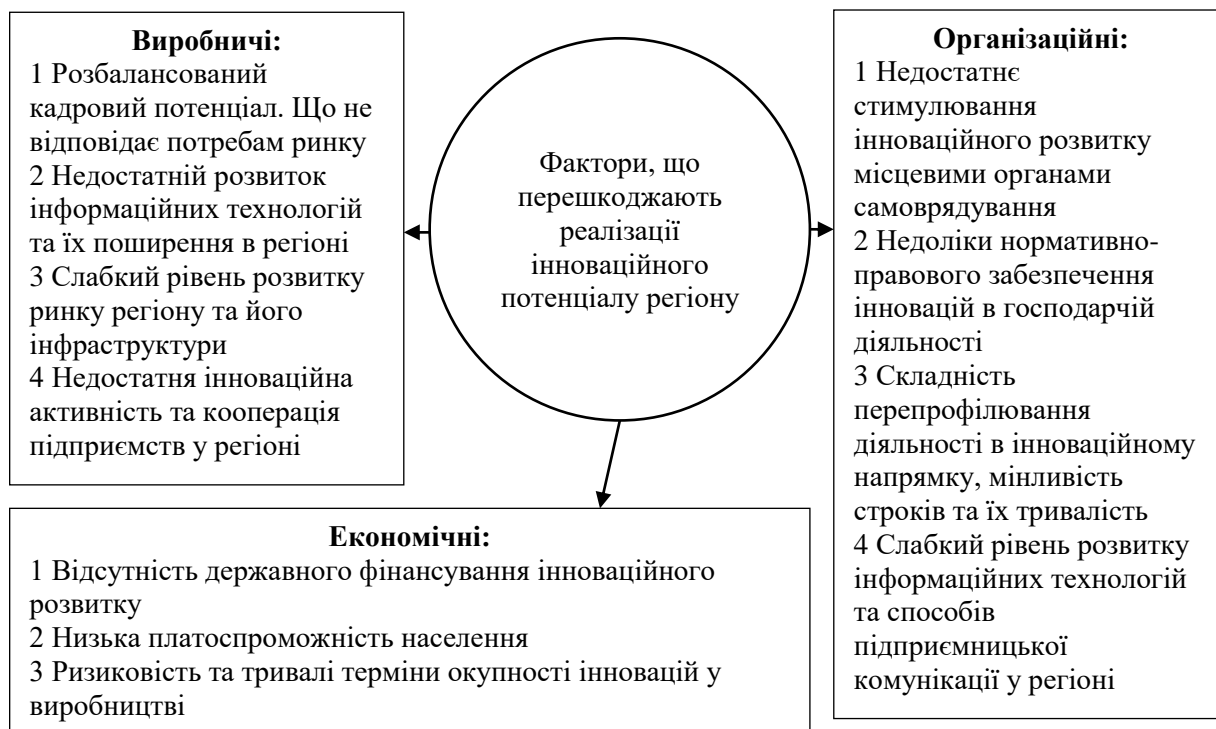 Виробничі:
1 Розбалансований
кадровий потенціал. Що не
відповідає потребам ринку
2 Недостатній розвиток
інформаційних технологій
та їх поширення в регіоні
3 Слабкий рівень розвитку
ринку регіону та його
інфраструктури
4 Недостатня інноваційна
активність та кооперація
підприємств у регіоні
Фактори, що
перешкоджають
реалізації
інноваційного
потенціалу регіону
Організаційні:
1 Недостатнє
стимулювання
інноваційного розвитку
місцевими органами
самоврядування
2 Недоліки нормативно-
правового забезпечення
інновацій в господарчій
діяльності
3 Складність
перепрофілювання
діяльності в інноваційному
напрямку, мінливість
строків та їх тривалість
4 Слабкий рівень розвитку
інформаційних технологій
та способів
підприємницької
комунікації у регіоні
Економічні:
1 Відсутність державного фінансування інноваційного
розвитку
2 Низька платоспроможність населення
3 Ризиковість та тривалі терміни окупності інновацій у
виробництві